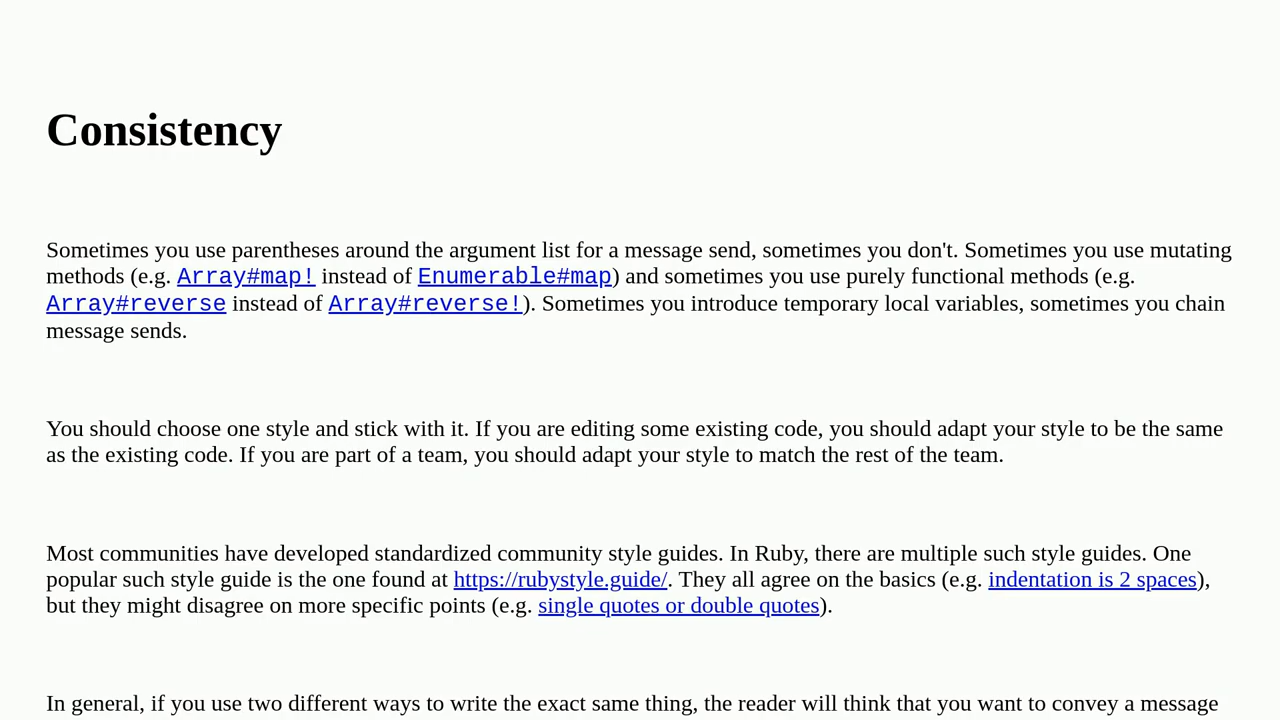 Consistency
Sometimes you use parentheses around the argument list for a message send, sometimes you don't. Sometimes you use mutating
methods (e.g. Array#map! instead of Enumerable#map) and sometimes you use purely functional methods (e.g.
Array#reverse instead of Array#reverse!). Sometimes you introduce temporary local variables, sometimes you chain
message sends.
You should choose one style and stick with it. If you are editing some existing code, you should adapt your style to be the same
as the existing code. If you are part of a team, you should adapt your style to match the rest of the team.
Most communities have developed standardized community style guides. In Ruby, there are multiple such style guides. One
popular such style guide is the one found at https://rubystyle.guide/. They all agree on the basics (e.g. indentation is 2 spaces),
but they might disagree on more specific points (e.g. single quotes or double quotes).
In general, if you use two different ways to write the exact same thing, the reader will think that you want to convey a message